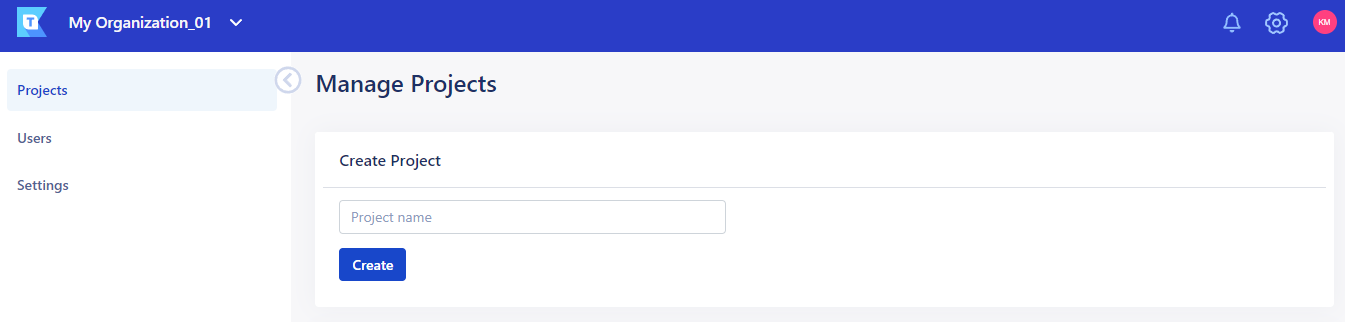 T
My Organization_01
KM
Projects
Manage Projects
Users
Create Project
Settings
Project name
Create